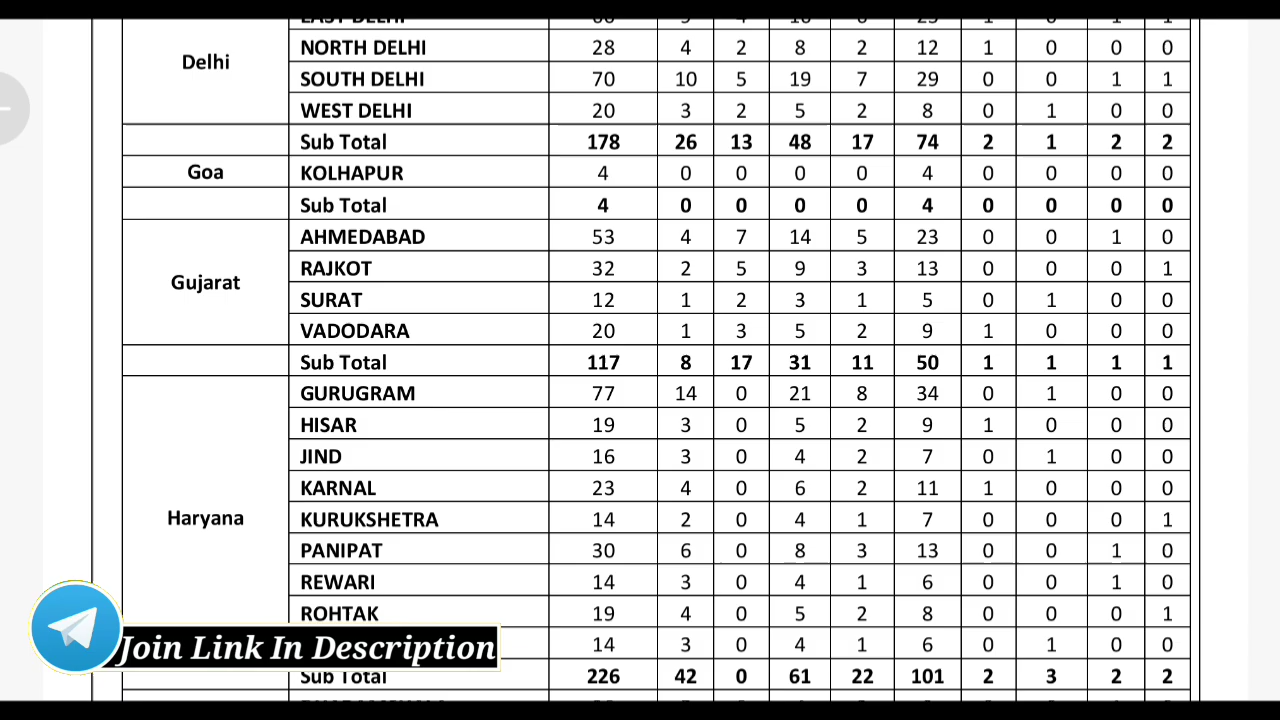 Delhi
NORTH DELHI 28 4 2 8 2 12 1 0 0 0
SOUTH DELHI 70 10 5 19 7 29 0 0 1 1
WEST DELHI 20 3 2 5 2 8 0 1 0 0
Sub Total 178 26 13 48 17 74 2 1 2 2
Goa KOLHAPUR 4 0 0 0 0 4 0 0 0 0
Sub Total 4 0 0 0 0 4 0 0 0 0
Gujarat
AHMEDABAD 53 4 7 14 5 23 0 0 1 0
RAJKOT 32 2 5 9 3 13 0 0 0 1
SURAT 12 1 2 3 1 5 0 1 0 0
VADODARA 20 1 3 5 2 9 1 0 0 0
Sub Total 117 8 17 31 11 50 1 1 1 1
Haryana
GURUGRAM 77 14 0 21 8 34 0 1 0 0
HISAR 19 3 0 5 2 9 1 0 0 0
JIND 16 3 0 4 2 7 0 1 0 0
KARNAL 23 4 0 6 2 11 1 0 0 0
KURUKSHETRA 14 2 0 4 1 7 0 0 0 1
PANIPAT 30 6 0 8 3 13 0 0 1 0
REWARI 14 3 0 4 1 6 0 0 1 0
ROHTAK 19 4 0 5 2 8 0 0 0 1
14 3 0 4 1 6 0 1 0 0
Sub Total 226 42 0 61 22 101 2 3 2 2
Join Link In Description